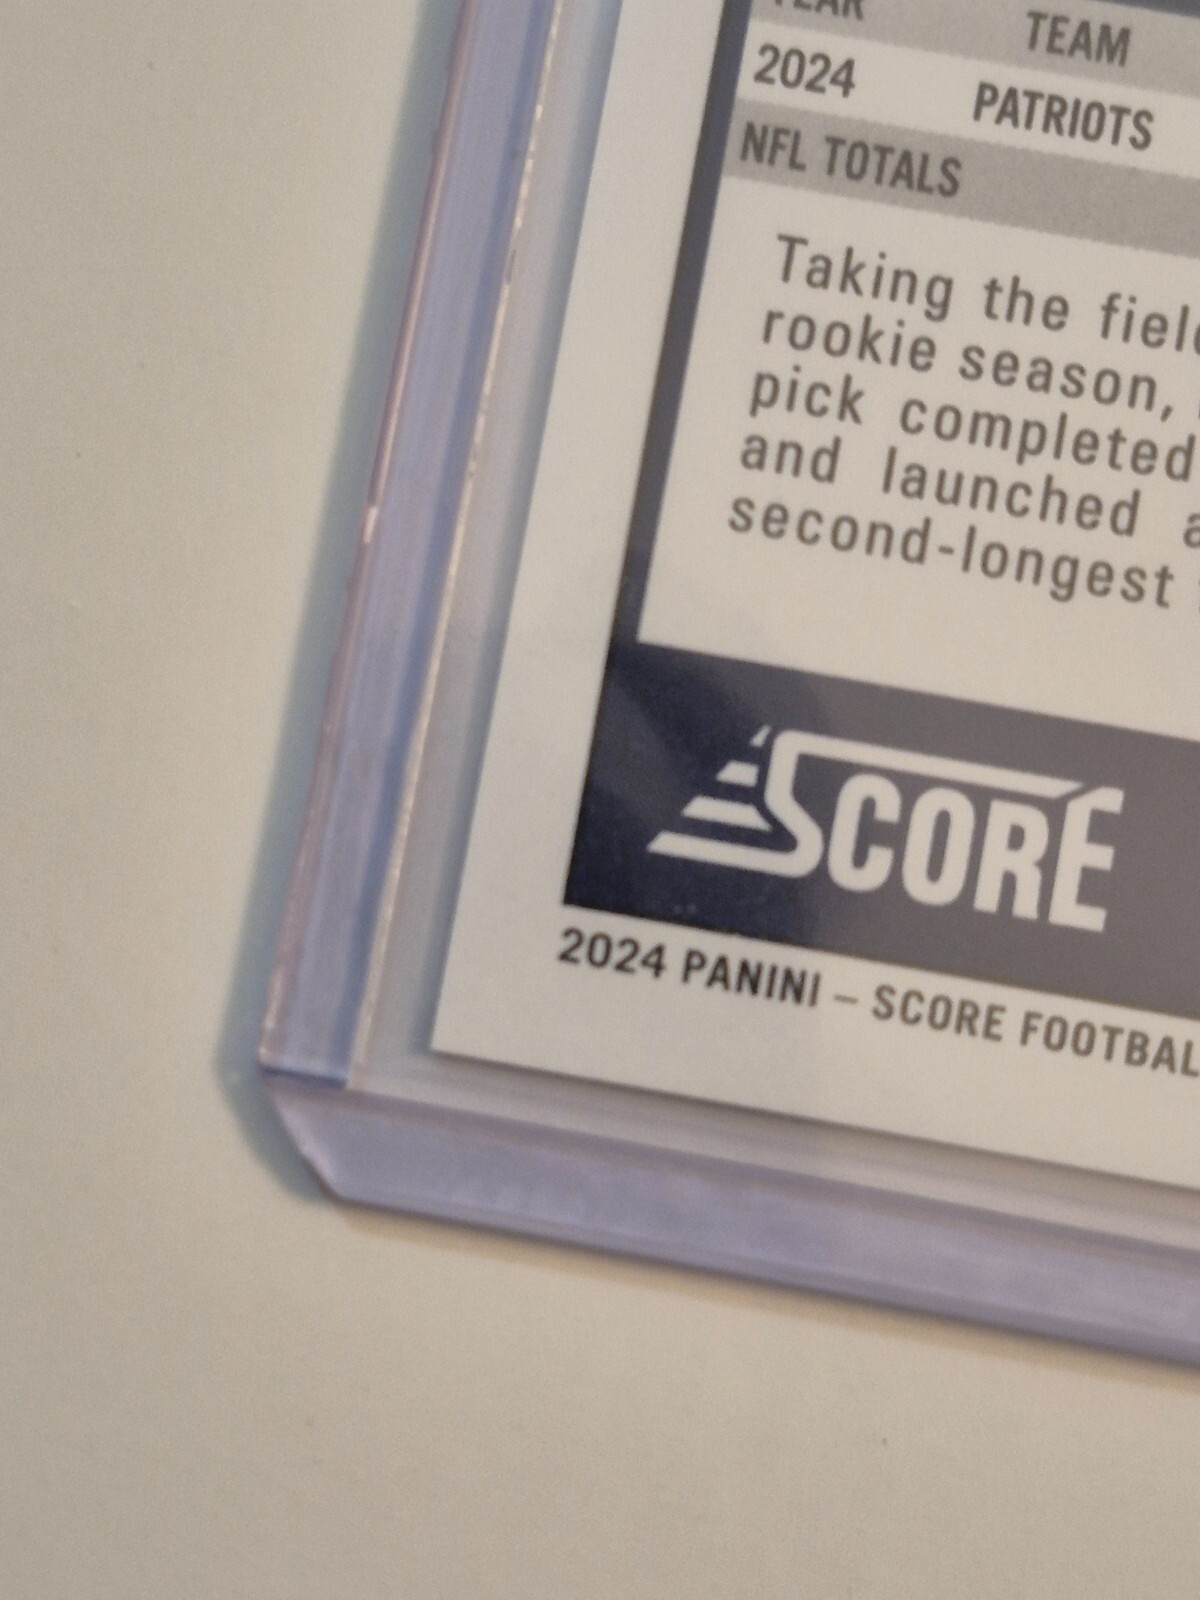 YEAR TEAM
2024 PATRIOTS
NFL TOTALS
Taking the fiel
rookie season,
pick completed
and launched a
second-longest
SCORE
2024 PANINI – SCORE FOOTBAL